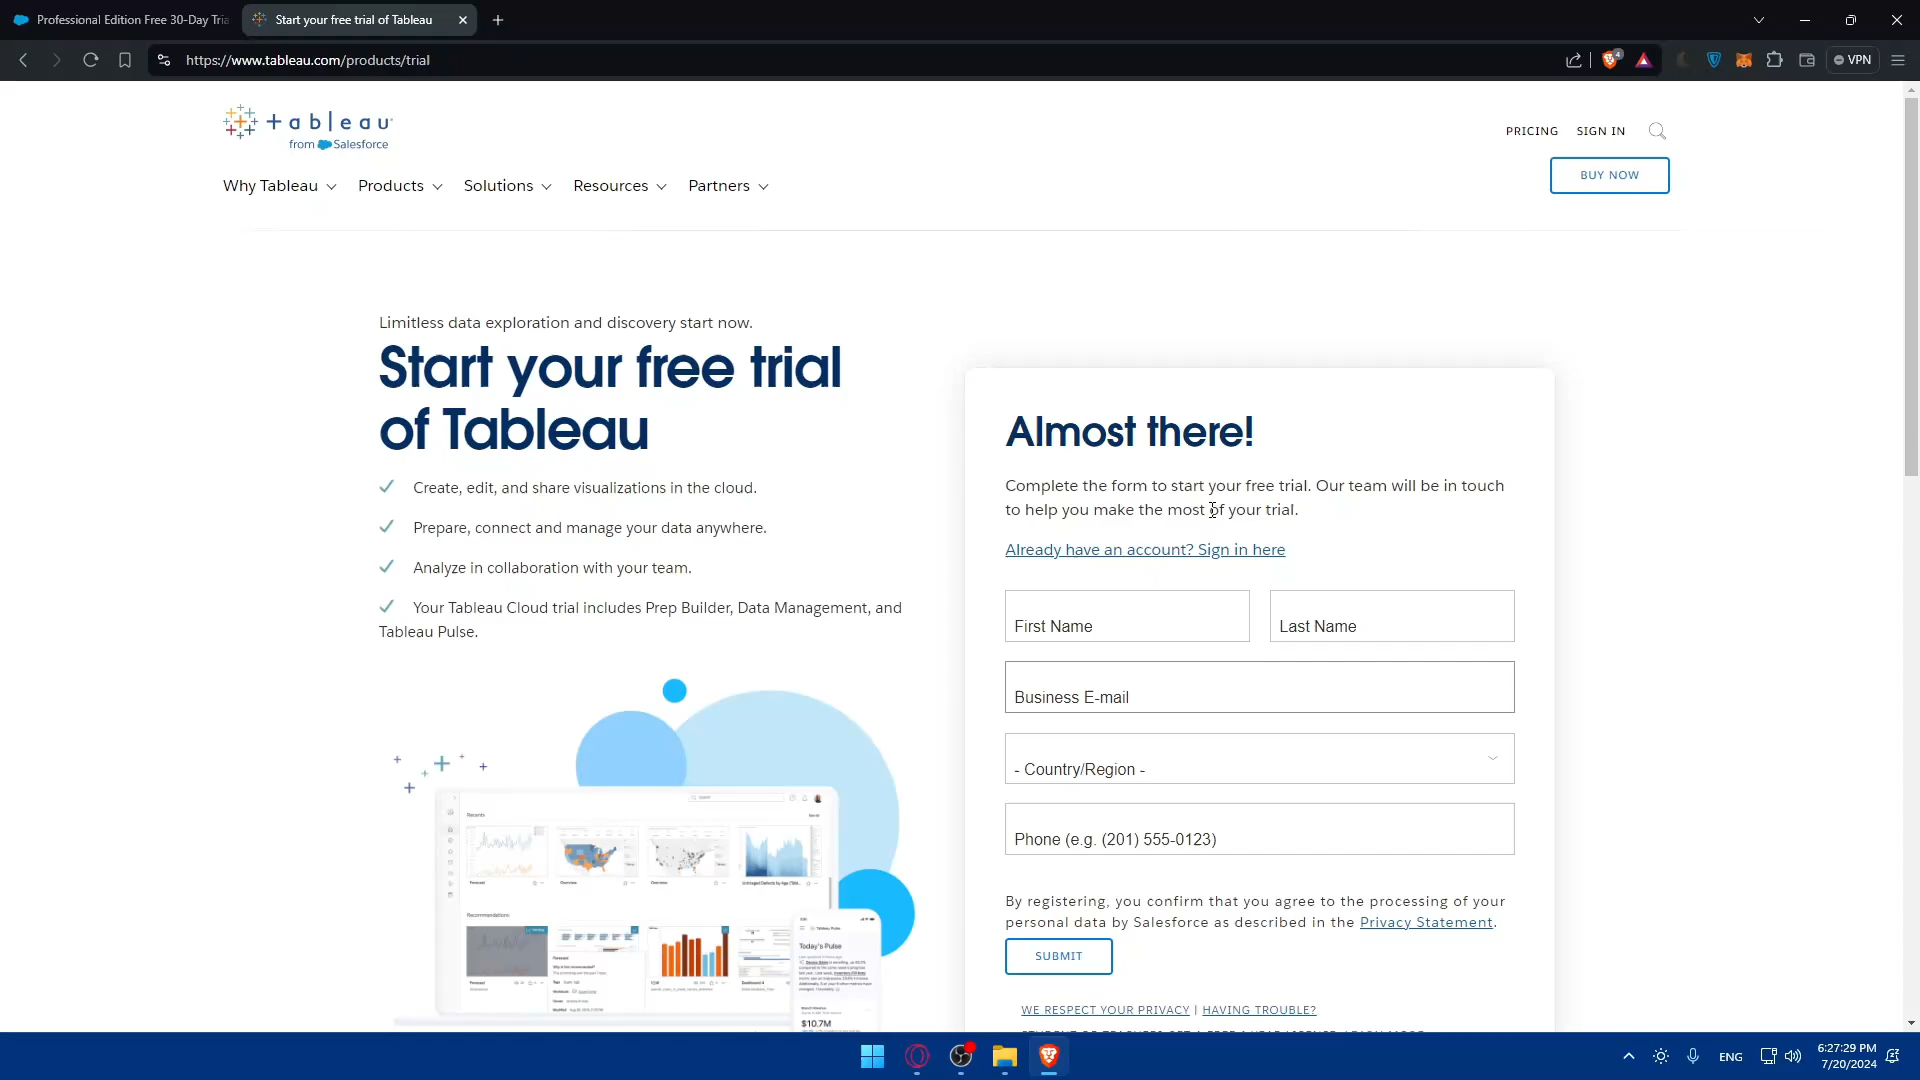 Professional Edition Free 30-Day Tria
Start your free trial of Tableau
https://www.tableau.com/products/trial
4
VPN
+ableau
from Salesforce
PRICING SIGN IN
Why Tableau Products Solutions Resources Partners
BUY NOW
Limitless data exploration and discovery start now.
Start your free trial
of Tableau
Create, edit, and share visualizations in the cloud.
Prepare, connect and manage your data anywhere.
Analyze in collaboration with your team.
Your Tableau Cloud trial includes Prep Builder, Data Management, and
Tableau Pulse.
Recents
Recommendations
Tableau Pulse
Today's Pulse
$10.7M
Almost there!
Complete the form to start your free trial. Our team will be in touch
to help you make the most of your trial.
Already have an account? Sign in here
First Name
Last Name
Business E-mail
- Country/Region -
Phone (e.g. (201) 555-0123)
By registering, you confirm that you agree to the processing of your
personal data by Salesforce as described in the Privacy Statement.
SUBMIT
WE RESPECT YOUR PRIVACY | HAVING TROUBLE?
ENG
6:27:29 PM
7/20/2024